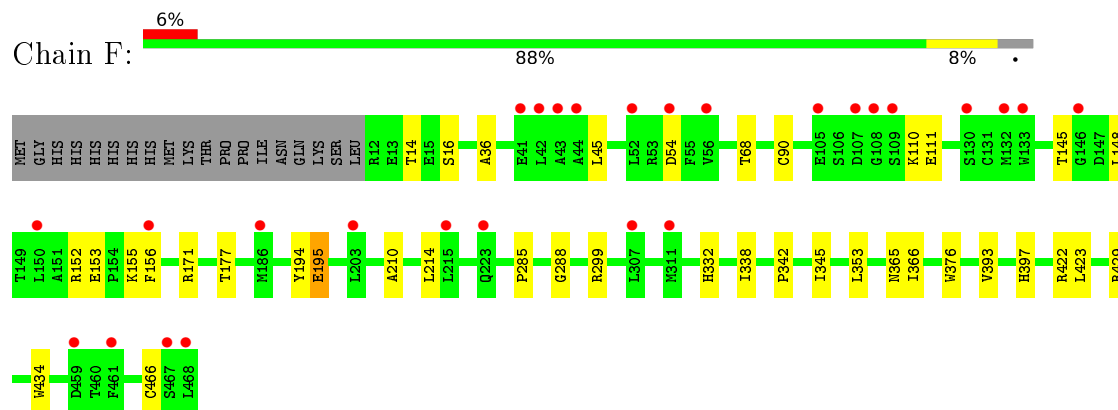 6%
Chain F:
88% 8% •
MET GLY HIS HIS HIS HIS HIS HIS MET LYS THR PRO PRO ILE ASN GLN LYS SER LEU R12 E13 T14 E15 S16 A36 E41 L42 A43 A44 L45 L52 R53 D54 F55 V56 T68 C90 E105 S106 D107 G108 S109 K110 E111 S130 C131 M132 W133 T145 G146 D147 L148
T149 L150 A151 R152 E153 P154 K155 F156 R171 T177 M186 Y194 E195 L203 A210 L214 L215 Q223 P285 G288 R299 L307 M311 H332 I338 P342 I345 L353 N365 I366 W376 V393 H397 R422 L423
W434 D459 T460 F461 C466 S467 L468